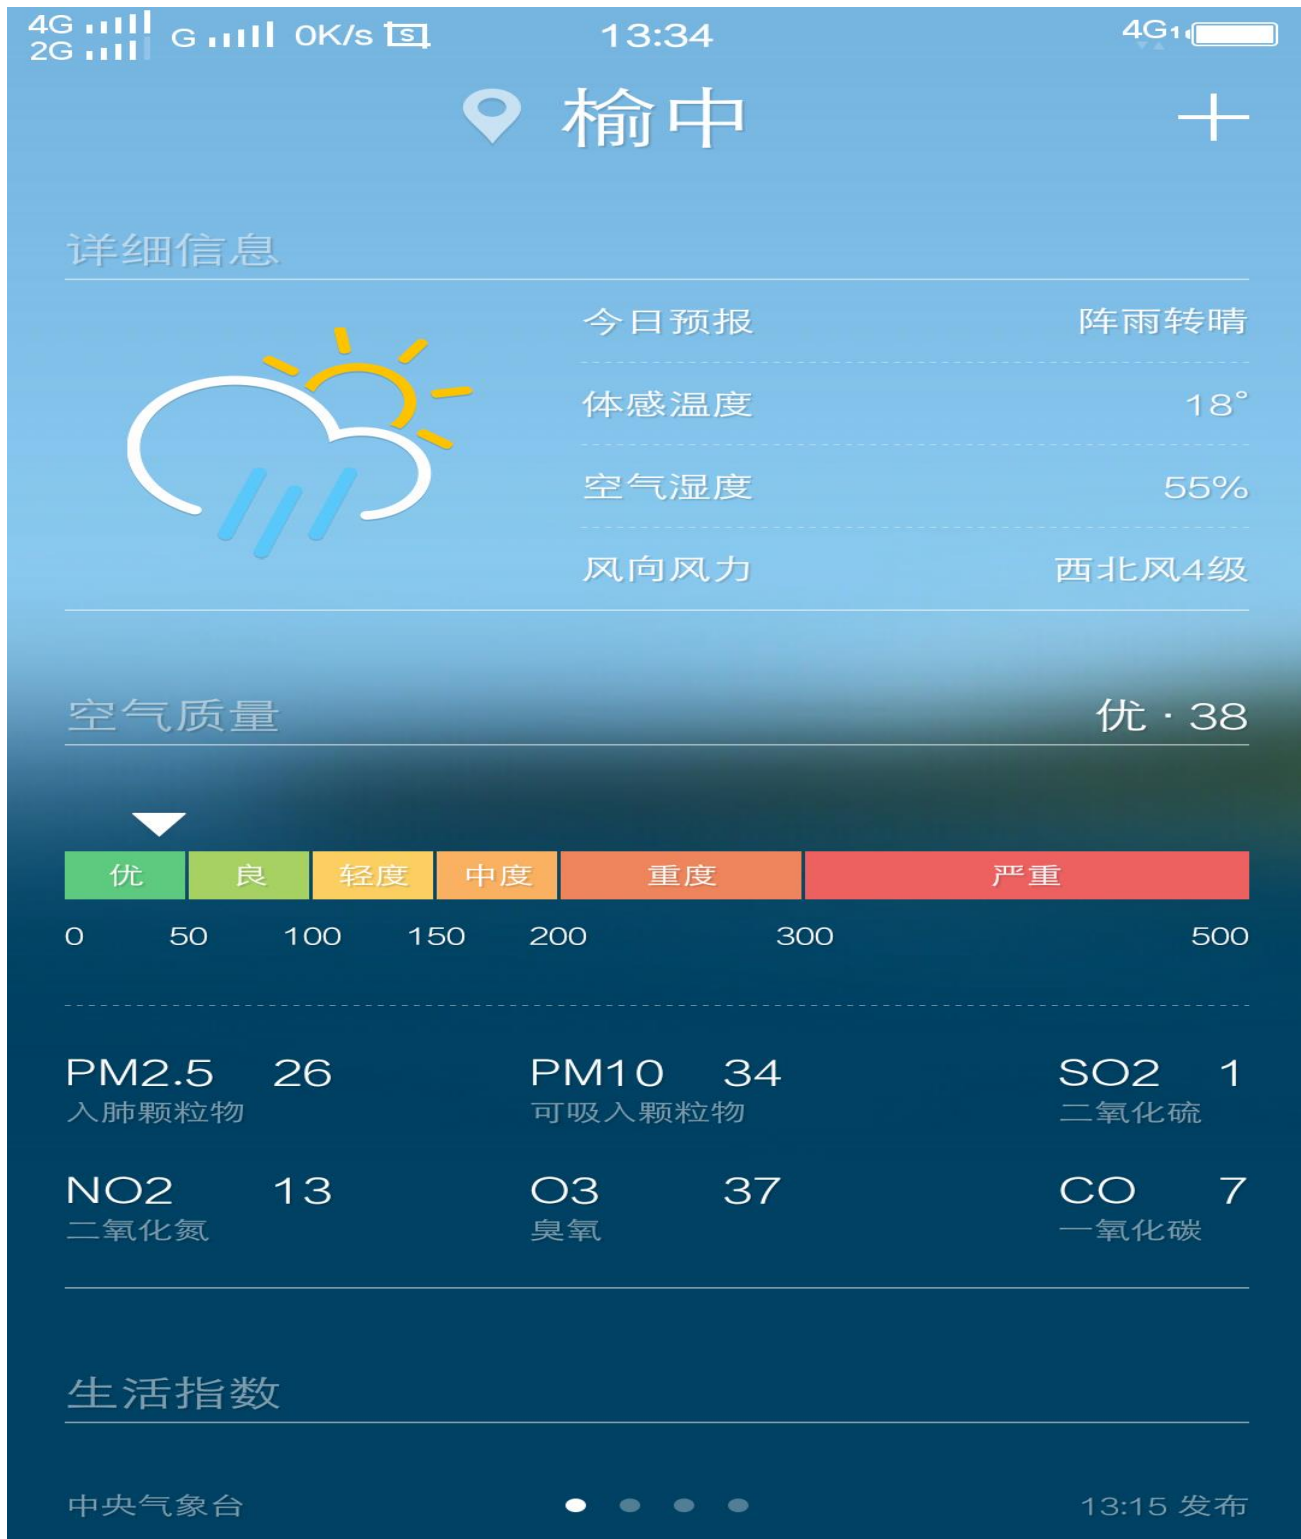 4G 13:34 4G1
2G G 0K/s
榆中
详细信息
今日预报 阵雨转晴
体感温度 18°
空气湿度 55%
风向风力 西北风4级
空气质量 优 · 38
优 良 轻度 中度 重度 严重
0 50 100 150 200 300 500
PM2.5 26 PM10 34 SO2 1
入肺颗粒物 可吸入颗粒物 二氧化硫
NO2 13 O3 37 CO 7
二氧化氮 臭氧 一氧化碳
生活指数
中央气象台 13:15 发布